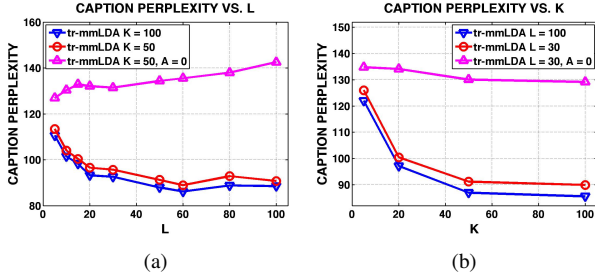 CAPTION PERPLEXITY VS. L
160
140
120
100
80
0
20
40
60
80
100
CAPTION PERPLEXITY
L
tr-mmLDA K = 100
tr-mmLDA K = 50
tr-mmLDA K = 50, A = 0
(a)
CAPTION PERPLEXITY VS. K
150
140
130
120
110
100
90
0
20
40
60
80
100
CAPTION PERPLEXITY
K
tr-mmLDA L = 100
tr-mmLDA L = 30
tr-mmLDA L = 30, A = 0
(b)